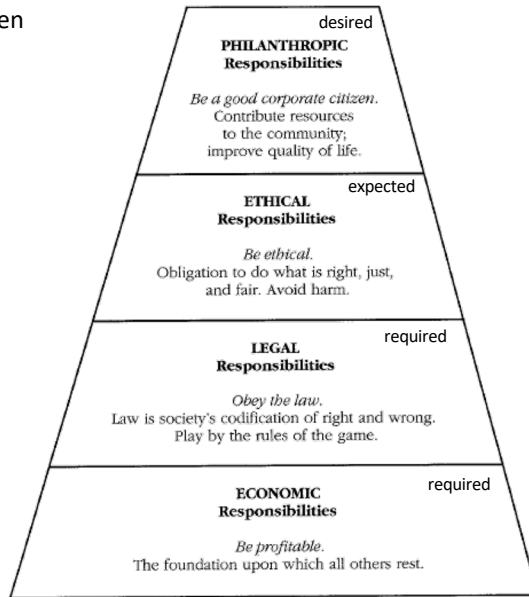 en
desired
PHILANTHROPIC
Responsibilities
Be a good corporate citizen.
Contribute resources
to the community;
improve quality of life.
expected
ETHICAL
Responsibilities
Be ethical.
Obligation to do what is right, just,
and fair. Avoid harm.
required
LEGAL
Responsibilities
Obey the law.
Law is society's codification of right and wrong.
Play by the rules of the game.
required
ECONOMIC
Responsibilities
Be profitable.
The foundation upon which all others rest.